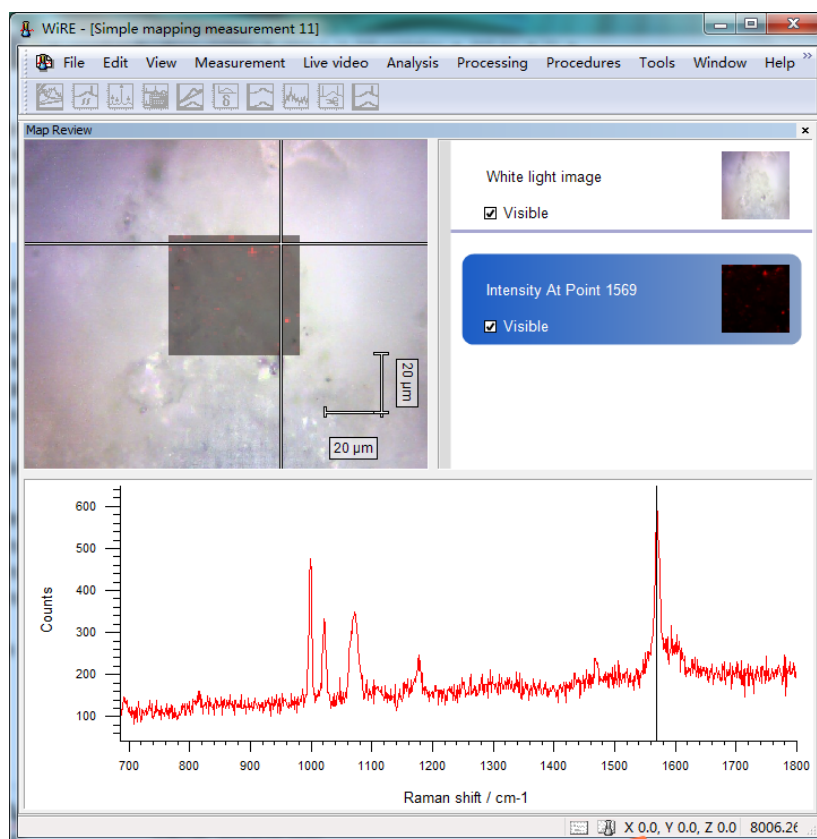 WiRE - [Simple mapping measurement 11]
File Edit View Measurement Live video Analysis Processing Procedures Tools Window Help »
Map Review
White light image
Visible
Intensity At Point 1569
Visible
20 µm
20 µm
600
500
400
300
200
100
Counts
700 800 900 1000 1100 1200 1300 1400 1500 1600 1700 1800
Raman shift / cm-1
X 0.0, Y 0.0, Z 0.0 8006.26